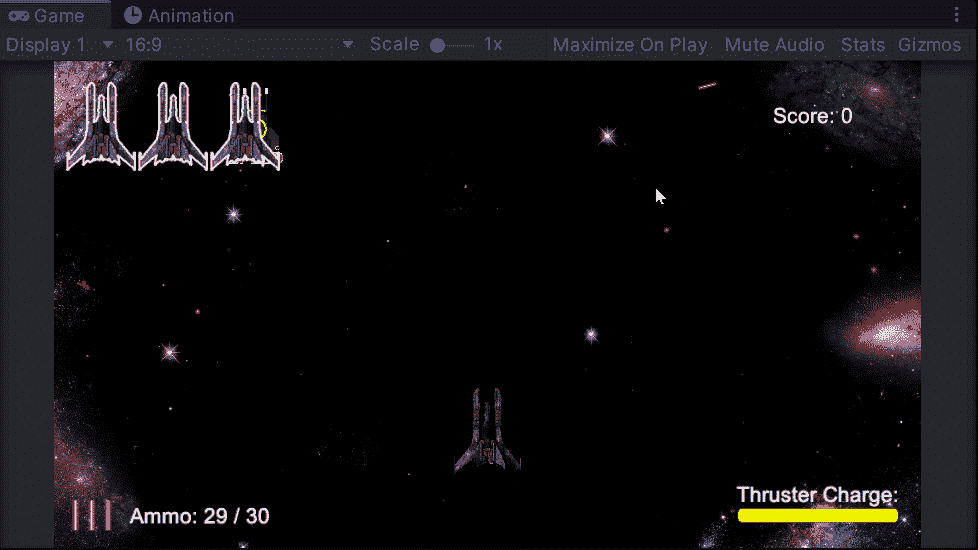 Game Animation
Display 1 16:9 Scale 1x Maximize On Play Mute Audio Stats Gizmos
Score: 0
Thruster Charge:
Ammo: 29 / 30